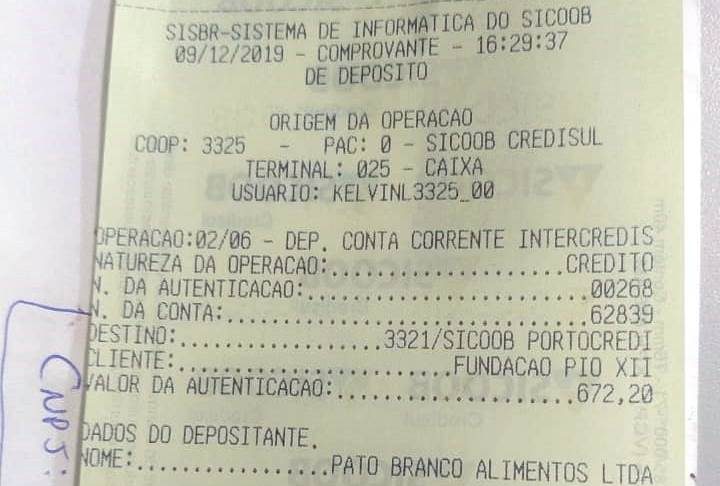 SISBR-SISTEMA DE INFORMATICA DO SICOOB
09/12/2019 - COMPROVANTE - 16:29:37
DE DEPOSITO
ORIGEM DA OPERACAO
COOP: 3325 - PAC: 0 - SICOOB CREDISUL
TERMINAL: 025 - CAIXA
USUARIO: KELVINL3325_00
OPERACAO:02/06 - DEP. CONTA CORRENTE INTERCREDIS
NATUREZA DA OPERACAO:......................CREDITO
N. DA AUTENTICACAO:..........................00268
N. DA CONTA:.................................62839
DESTINO:..................3321/SICOOB PORTOCREDI
CLIENTE:.........................FUNDACAO PIO XII
VALOR DA AUTENTICACAO:......................672,20
DADOS DO DEPOSITANTE.
NOME:.................PATO BRANCO ALIMENTOS LTDA
CNPJ: